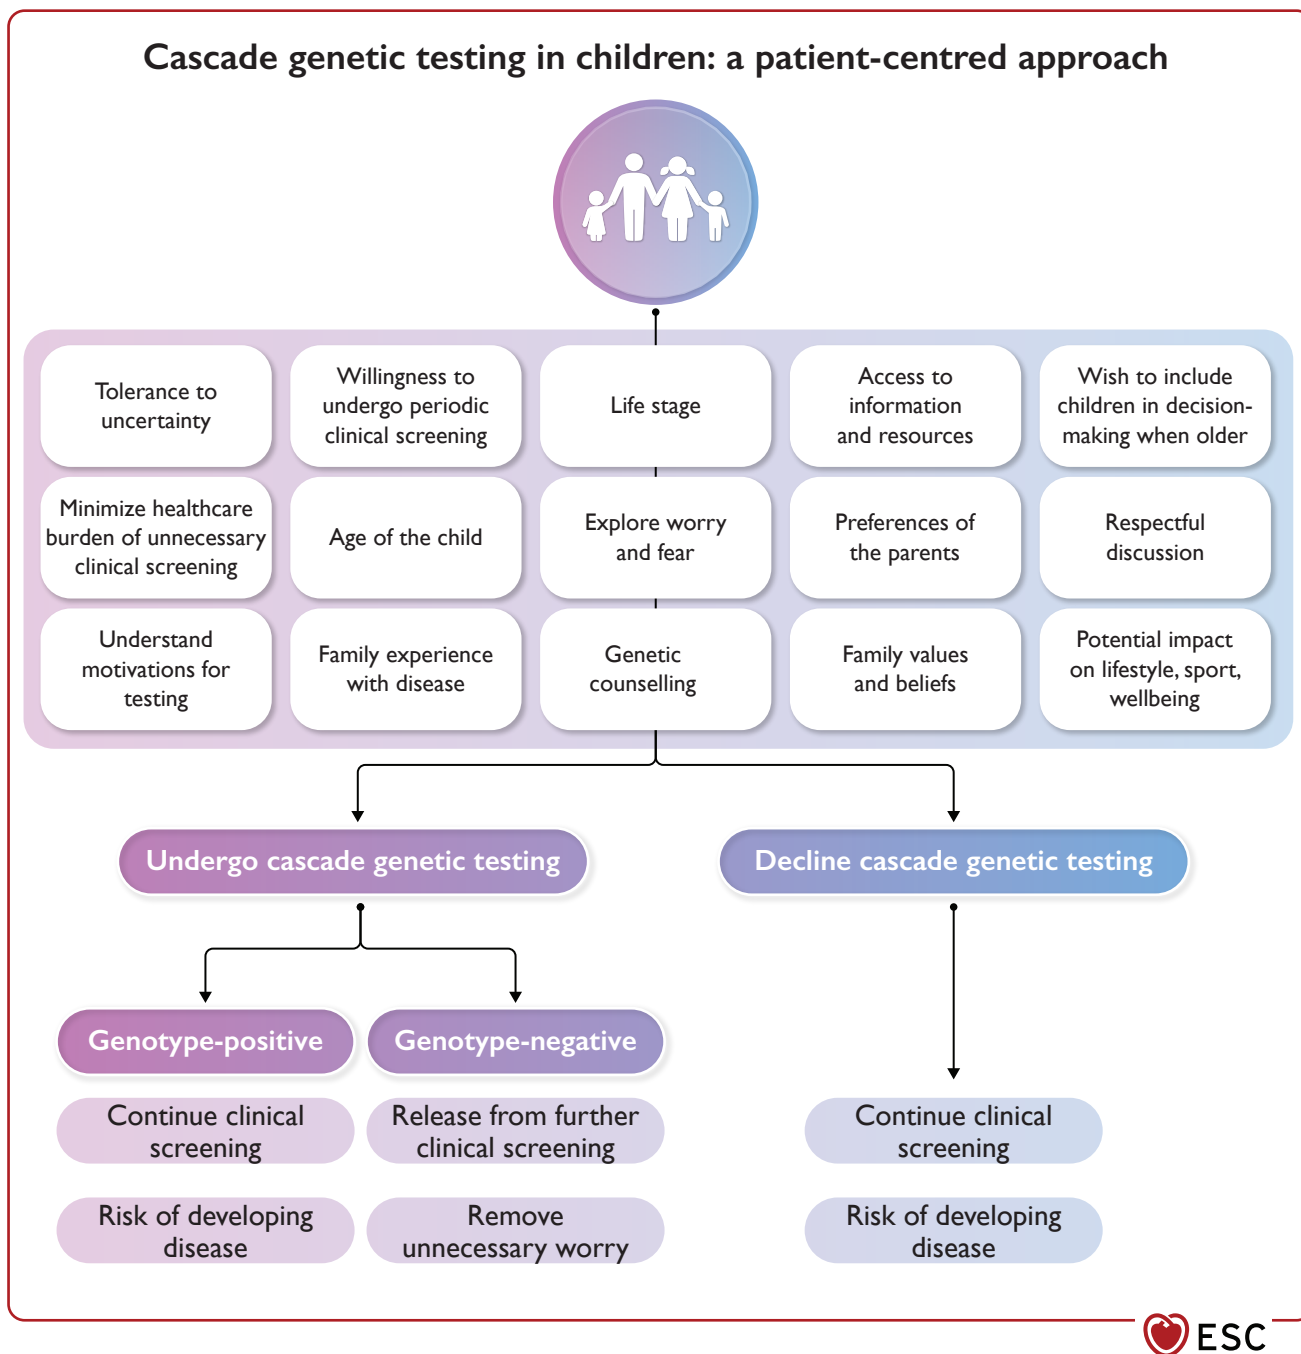 Cascade genetic testing in children: a patient-centred approach
Tolerance to
uncertainty
Willingness to
undergo periodic
clinical screening
Life stage
Access to
information
and resources
Wish to include
children in decision-
making when older
Minimize healthcare
burden of unnecessary
clinical screening
Age of the child
Explore worry
and fear
Preferences of
the parents
Respectful
discussion
Understand
motivations for
testing
Family experience
with disease
Genetic
counselling
Family values
and beliefs
Potential impact
on lifestyle, sport,
wellbeing
Undergo cascade genetic testing
Decline cascade genetic testing
Genotype-positive
Genotype-negative
Continue clinical
screening
Release from further
clinical screening
Continue clinical
screening
Risk of developing
disease
Remove
unnecessary worry
Risk of developing
disease
ESC